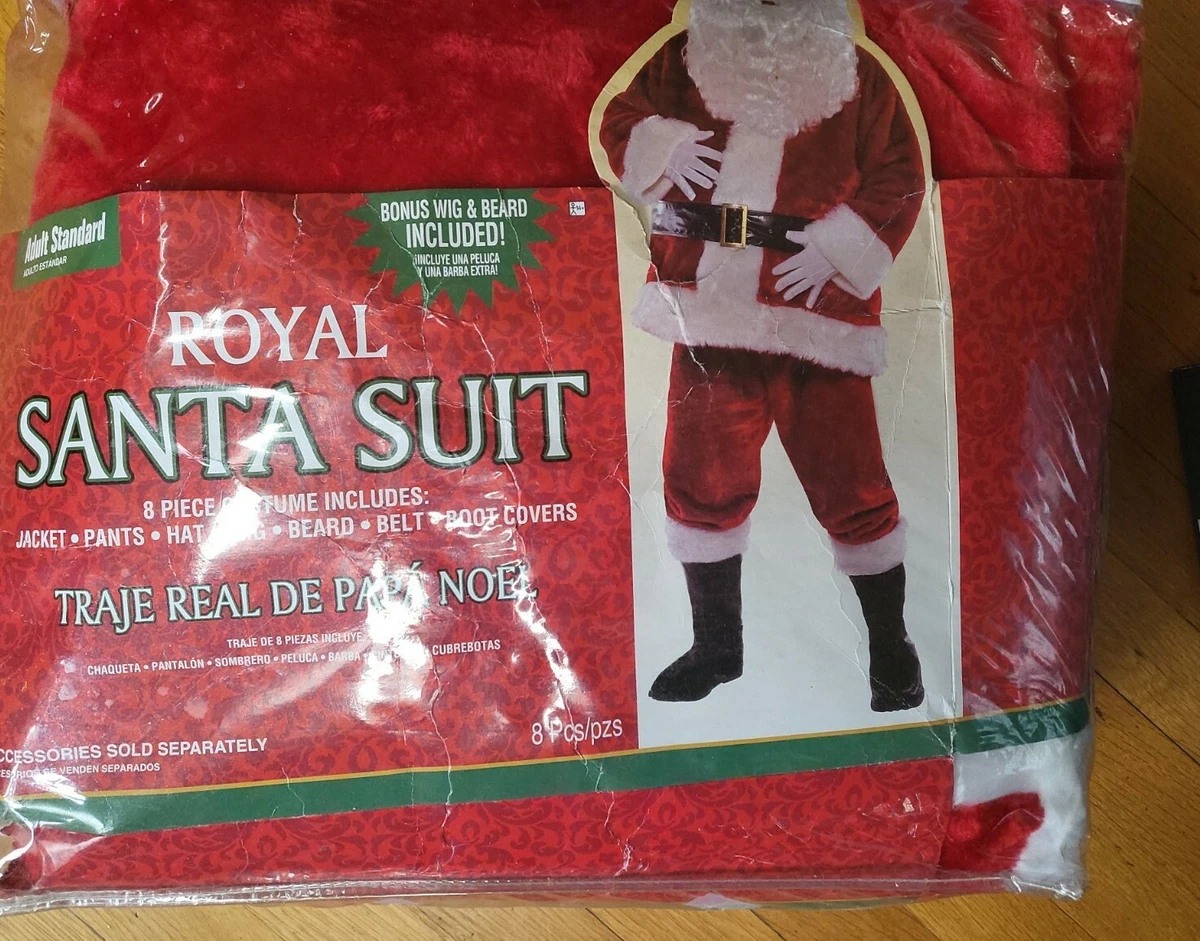 Adult Standard
ADULTO ESTÁNDAR
BONUS WIG & BEARD
INCLUDED!
¡INCLUYE UNA PELUCA
Y UNA BARBA EXTRA!
ROYAL
SANTA SUIT
8 PIECE COSTUME INCLUDES:
JACKET • PANTS • HAT • WIG • BEARD • BELT • BOOT COVERS
TRAJE REAL DE PAPÁ NOEL
TRAJE DE 8 PIEZAS INCLUYE
CHAQUETA • PANTALÓN • SOMBRERO • PELUCA • BARBA CUBREBOTAS
8 Pcs/pzs
CCESSORIES SOLD SEPARATELY
SE VENDEN SEPARADOS